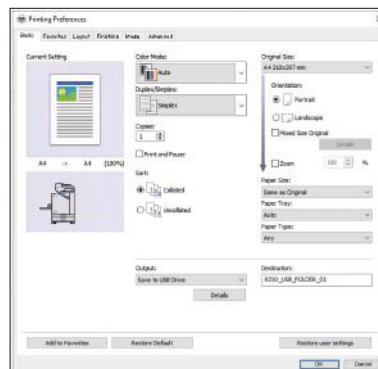 Printing Preferences
Basic Favorites Layout Finishing Image Advanced
Current Setting
A4 -> A4 (100%)
Color Mode:
Auto
Duplex/Simplex:
Simplex
Copies:
1
Print and Pause
Sort:
Collated
Uncollated
Output:
Save to USB Drive
Details
Original Size:
A4 210x297 mm
Orientation:
Portrait
Landscape
Mixed Size Original
Details
Zoom 100 %
Paper Size:
Same as Original
Paper Tray:
Auto
Paper Type:
Any
Destination:
RISO_USB_FOLDER_01
Add to Favorites Restore Default Restore user settings
OK Cancel